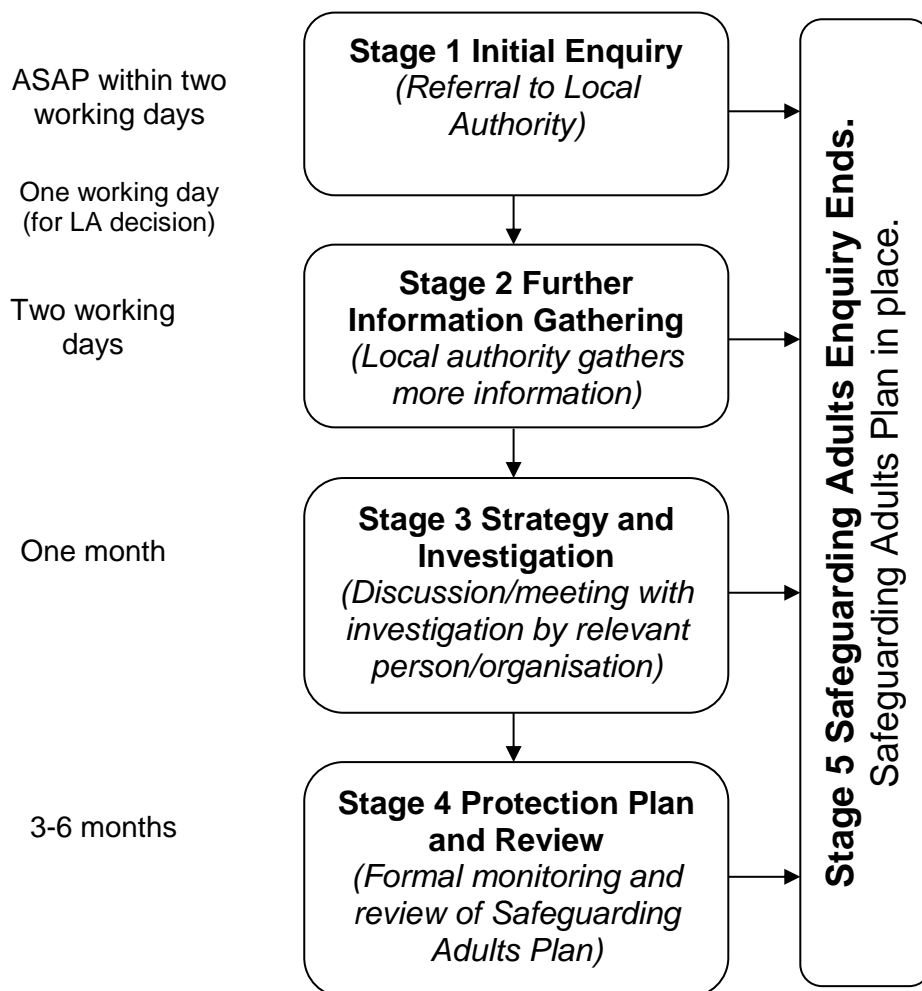 Stage 1 Initial Enquiry
(Referral to Local
Authority)
ASAP within two
working days
One working day
(for LA decision)
Stage 2 Further
Information Gathering
(Local authority gathers
more information)
Two working
days
Stage 3 Strategy and
Investigation
(Discussion/meeting with
investigation by relevant
person/organisation)
One month
Stage 4 Protection Plan
and Review
(Formal monitoring and
review of Safeguarding
Adults Plan)
3-6 months
Stage 5 Safeguarding Adults Enquiry Ends.
Safeguarding Adults Plan in place.